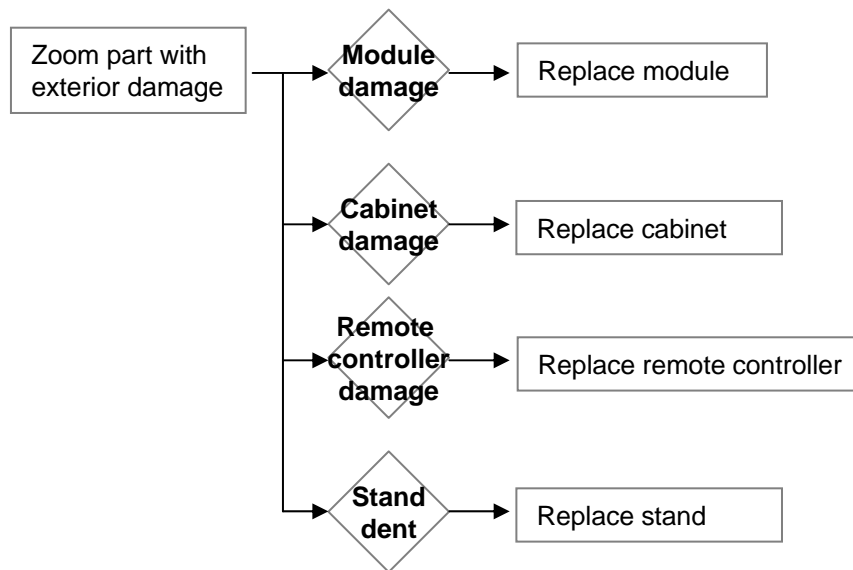 Zoom part with
exterior damage
Module
damage
Replace module
Cabinet
damage
Replace cabinet
Remote
controller
damage
Replace remote controller
Stand
dent
Replace stand